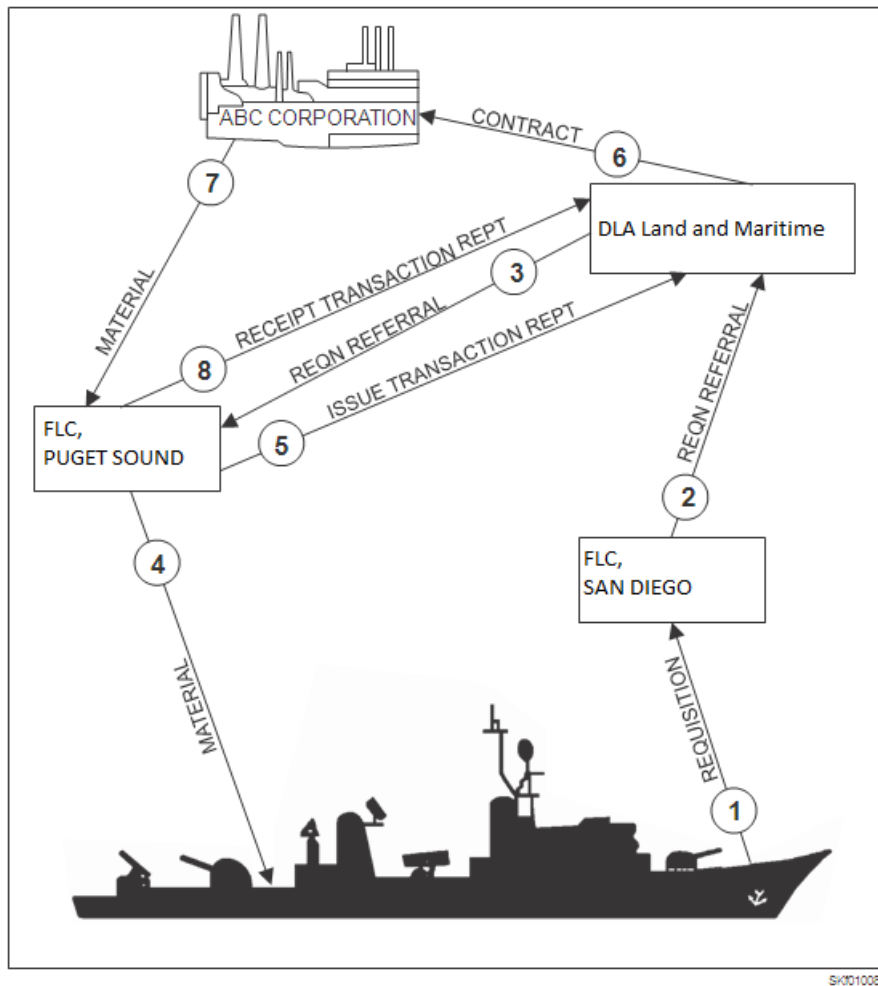 ABC CORPORATION
CONTRACT
6
7
DLA Land and Maritime
MATERIAL
RECEIPT TRANSACTION REPT
3
REQN REFERRAL
8
ISSUE TRANSACTION REPT
REQN REFERRAL
FLC,
PUGET SOUND
5
2
4
FLC,
SAN DIEGO
MATERIAL
REQUISITION
1
SKf01008